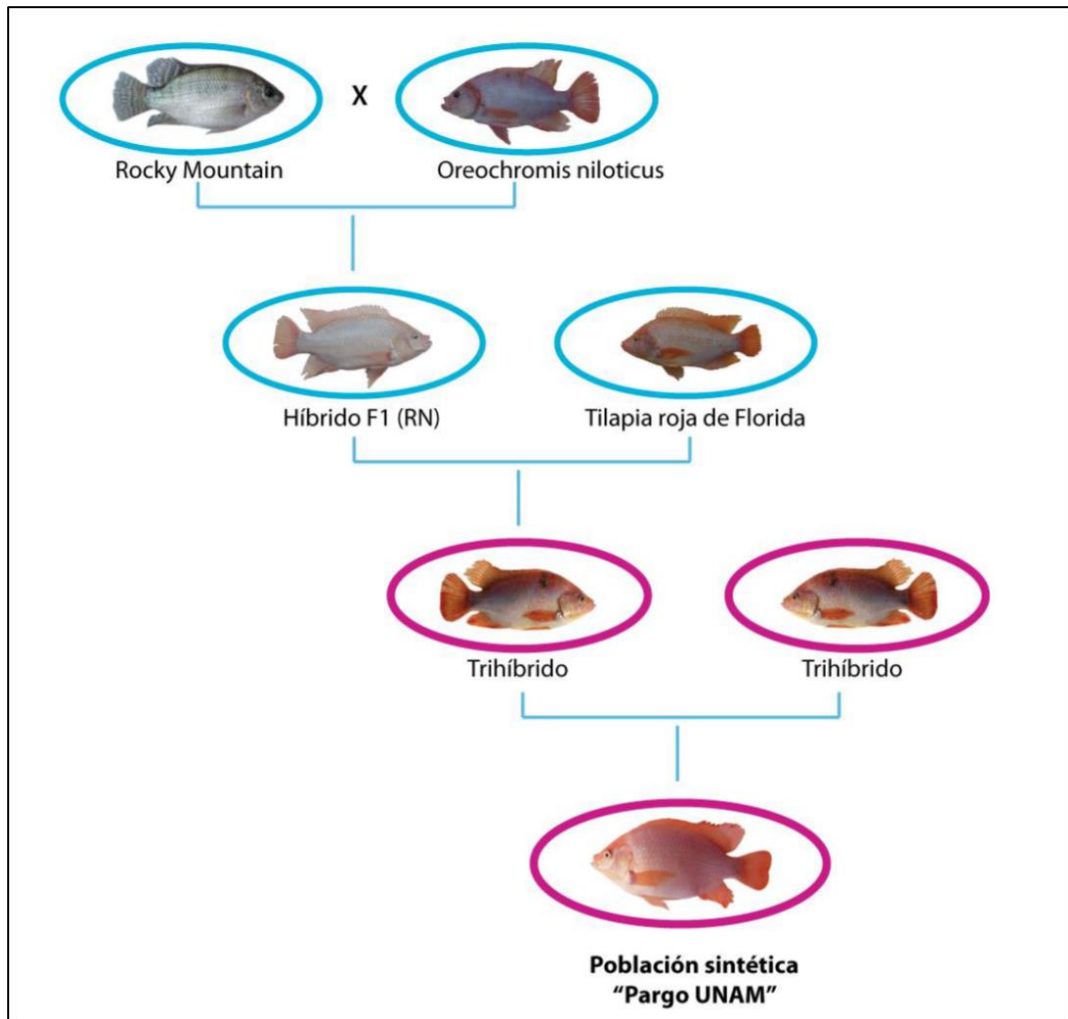 X
Rocky Mountain
Oreochromis niloticus
Híbrido F1 (RN)
Tilapia roja de Florida
Trihíbrido
Trihíbrido
Población sintética
“Pargo UNAM”